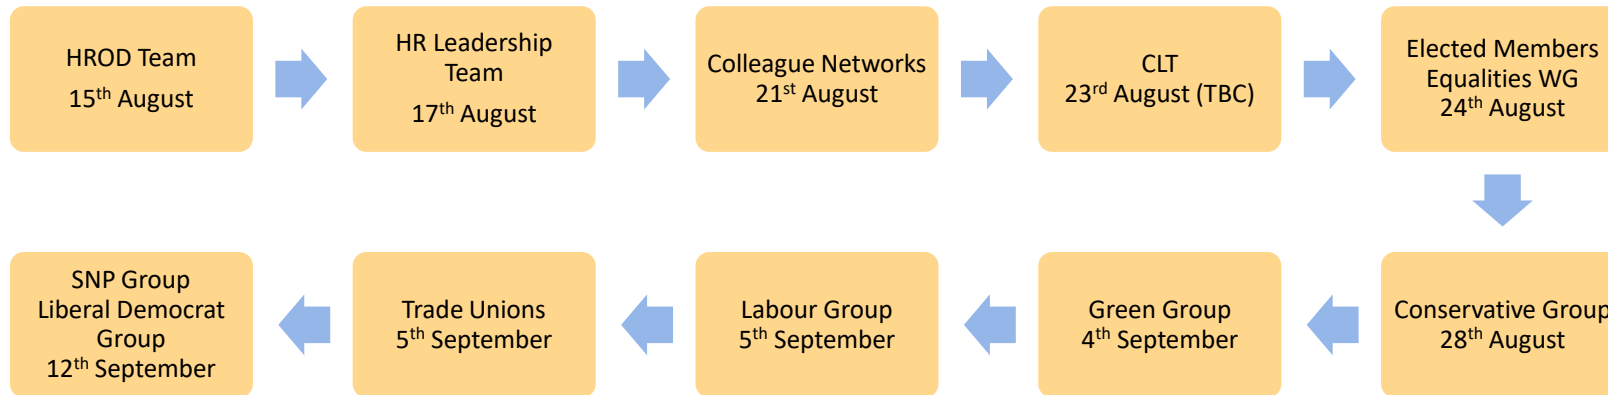 HROD Team
15th August
HR Leadership
Team
17th August
Colleague Networks
21st August
CLT
23rd August (TBC)
Elected Members
Equalities WG
24th August
Conservative Group
28th August
Green Group
4th September
Labour Group
5th September
Trade Unions
5th September
SNP Group
Liberal Democrat
Group
12th September